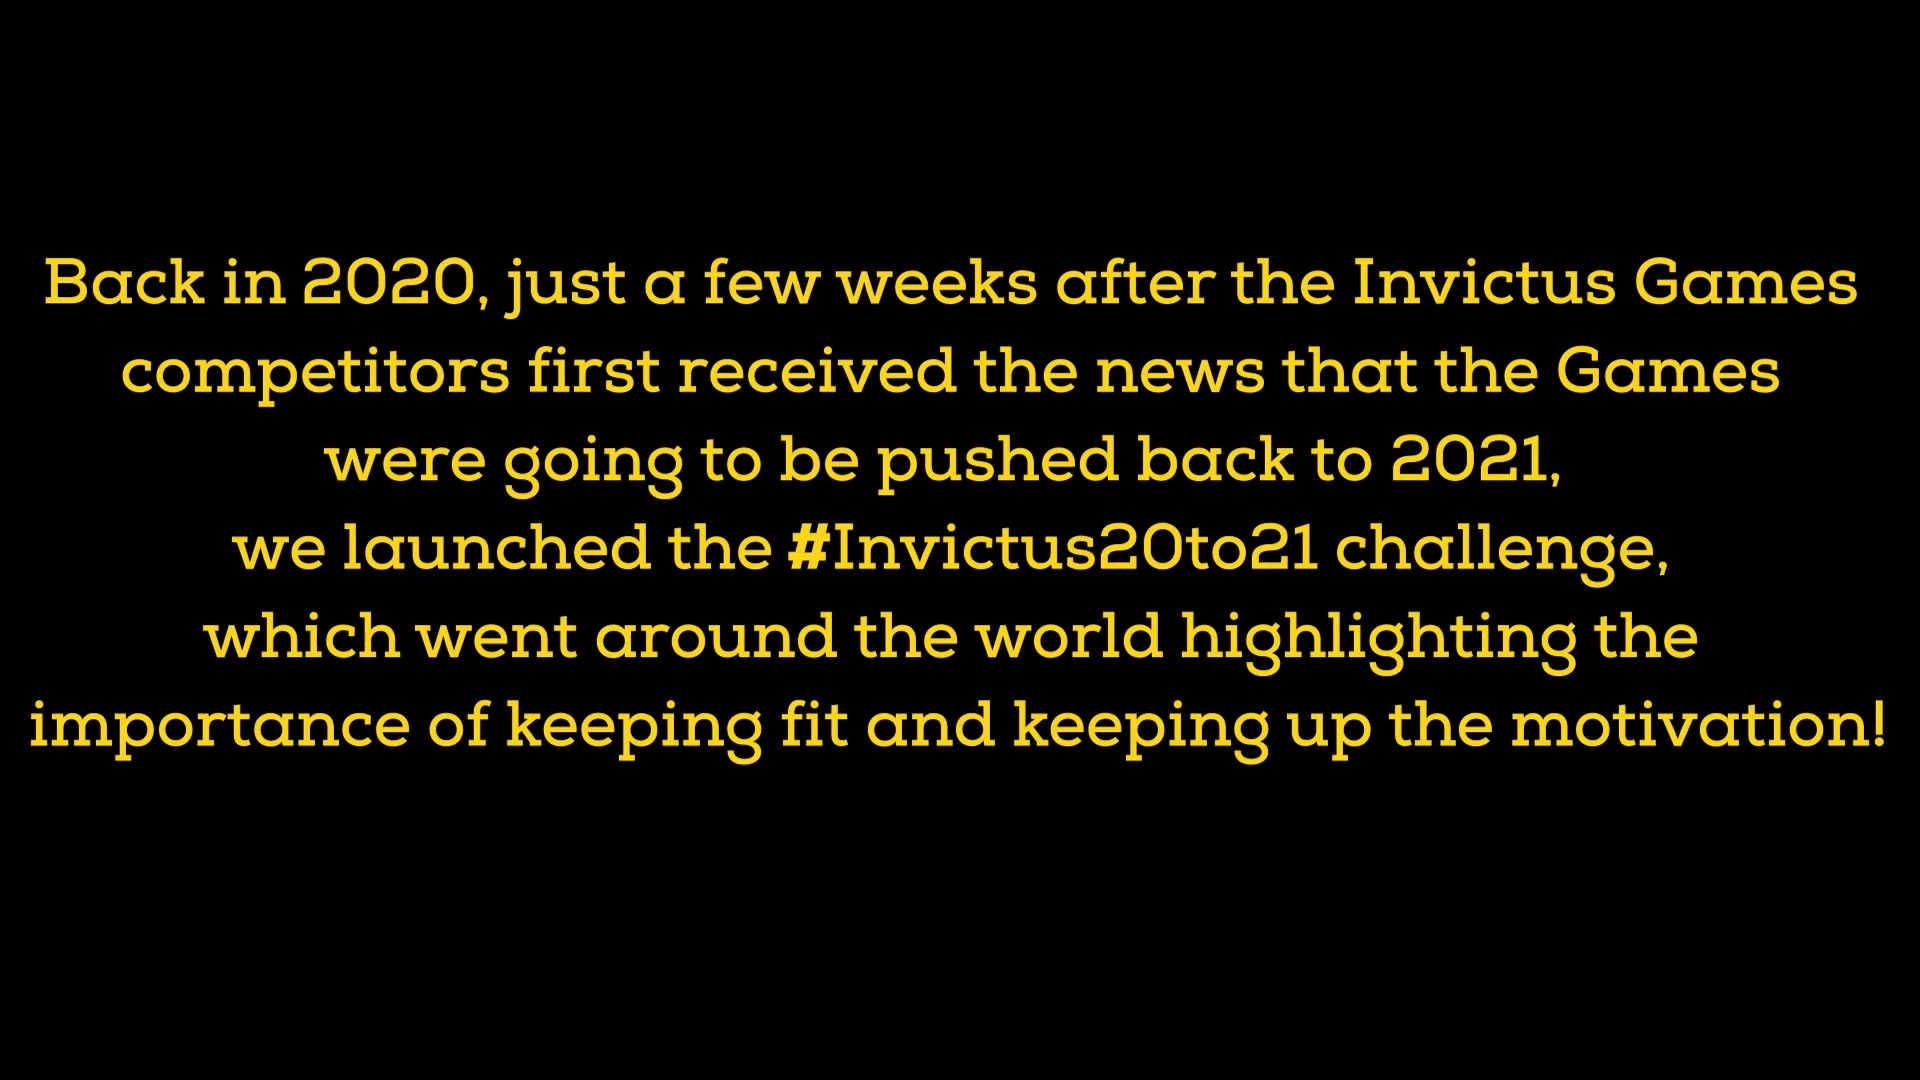 Back in 2020, just a few weeks after the Invictus Games
competitors first received the news that the Games
were going to be pushed back to 2021,
we launched the #Invictus20to21 challenge,
which went around the world highlighting the
importance of keeping fit and keeping up the motivation!